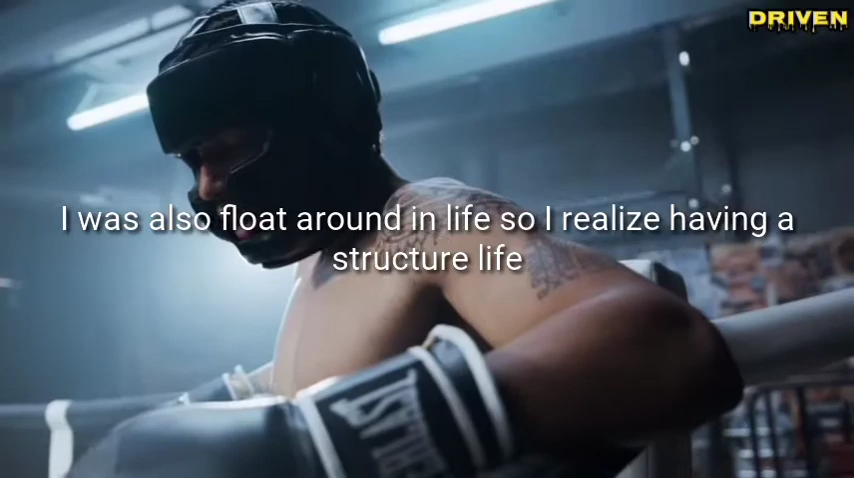 DRIVEN
I was also float around in life so I realize having a
structure life